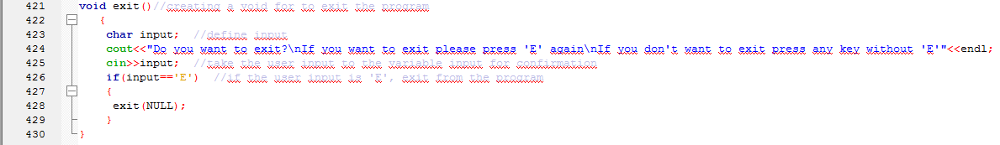 421 void exit()//creating a void for to exit the program
422 {
423 char input; //define input
424 cout<<"Do you want to exit?\nIf you want to exit please press 'E' again\nIf you don't want to exit press any key without 'E'"<<endl;
425 cin>>input; //take the user input to the variable input for confirmation
426 if(input=='E') //if the user input is 'E', exit from the program
427 {
428 exit(NULL);
429 }
430 }